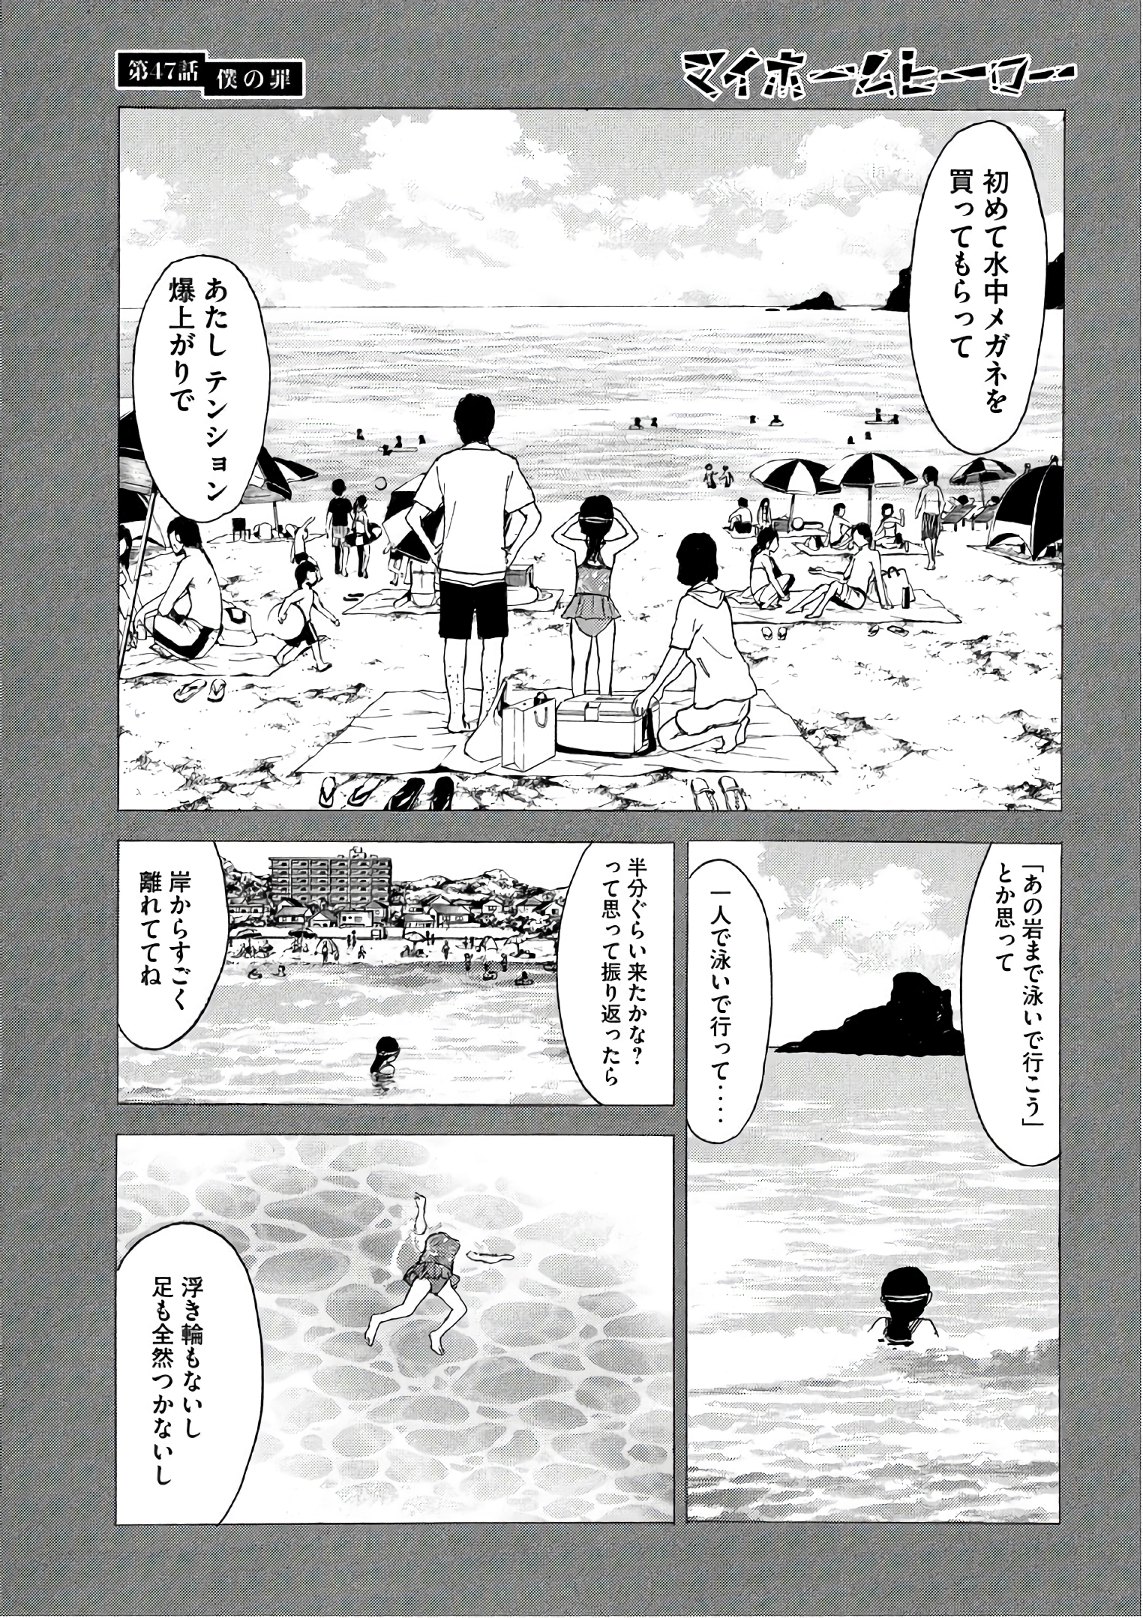 第47話
僕の罪
マイホームヒーロー
初めて水中メガネを
買ってもらって
あたし テンション
爆上がりで
「あの岩まで泳いで行こう」
とか思って
一人で泳いで行って‥‥
半分ぐらい来たかな?
って思って振り返ったら
岸からすごく
離れててね
浮き輪もないし
足も全然つかないし